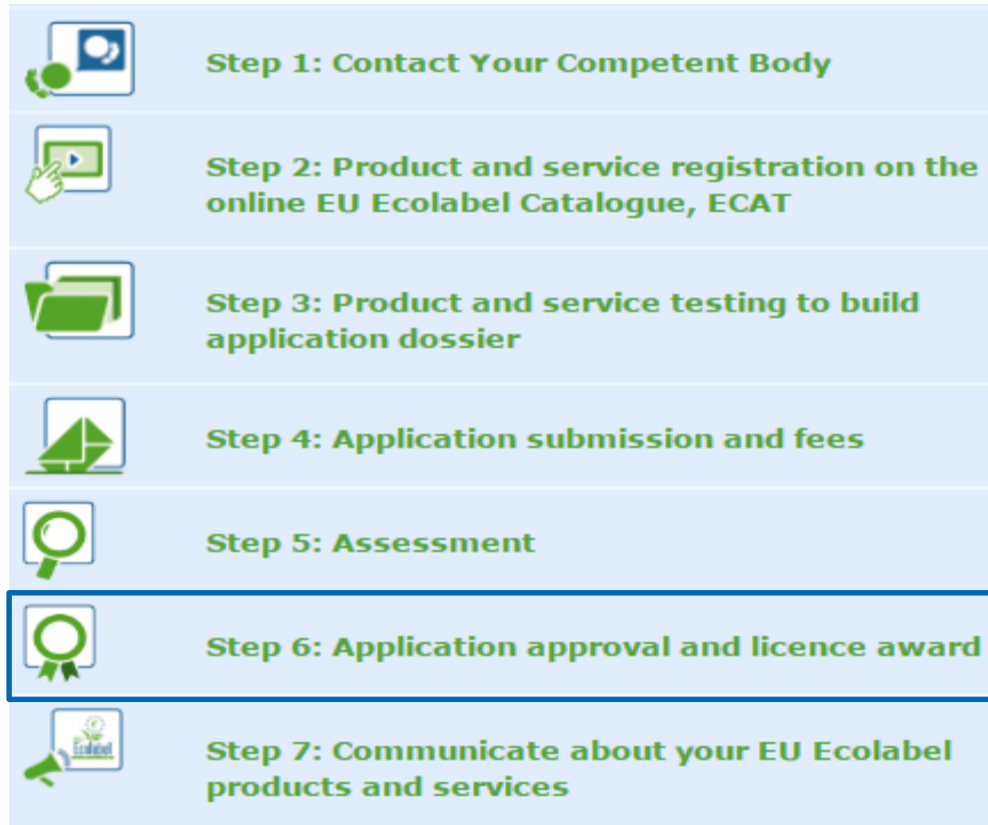 Step 1: Contact Your Competent Body
Step 2: Product and service registration on the
online EU Ecolabel Catalogue, ECAT
Step 3: Product and service testing to build
application dossier
Step 4: Application submission and fees
Step 5: Assessment
Step 6: Application approval and licence award
Step 7: Communicate about your EU Ecolabel
products and services
Ecolabel